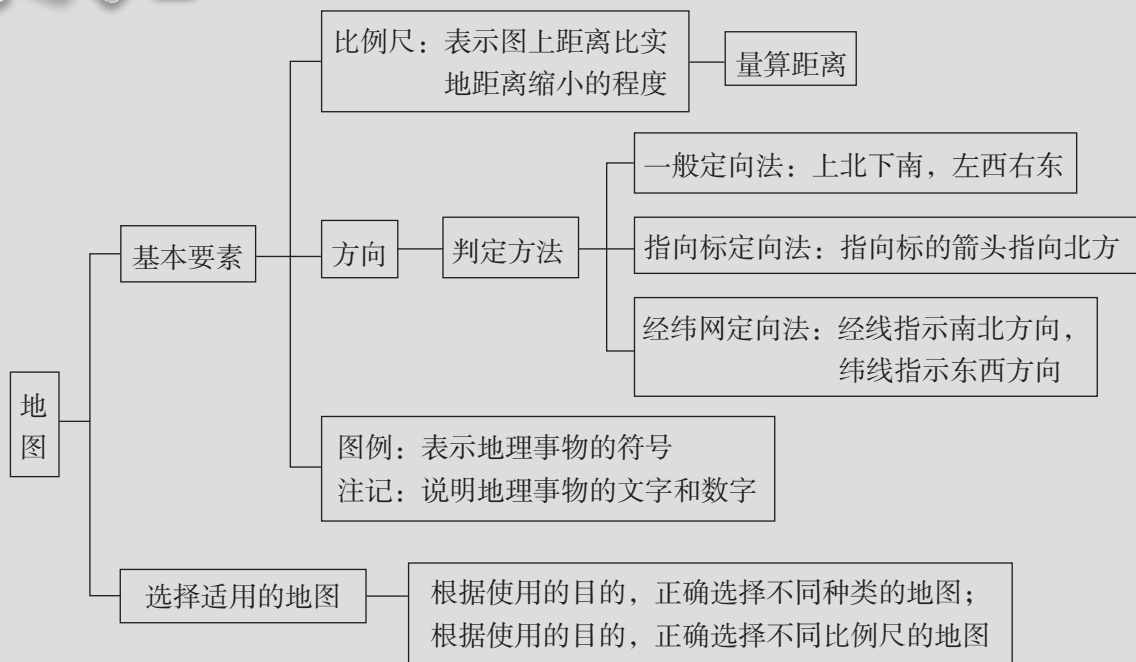 比例尺：表示图上距离比实
地距离缩小的程度
量算距离
一般定向法：上北下南，左西右东
基本要素
方向
判定方法
指向标定向法：指向标的箭头指向北方
经纬网定向法：经线指示南北方向，
纬线指示东西方向
地
图
图例：表示地理事物的符号
注记：说明地理事物的文字和数字
选择适用的地图
根据使用的目的，正确选择不同种类的地图；
根据使用的目的，正确选择不同比例尺的地图